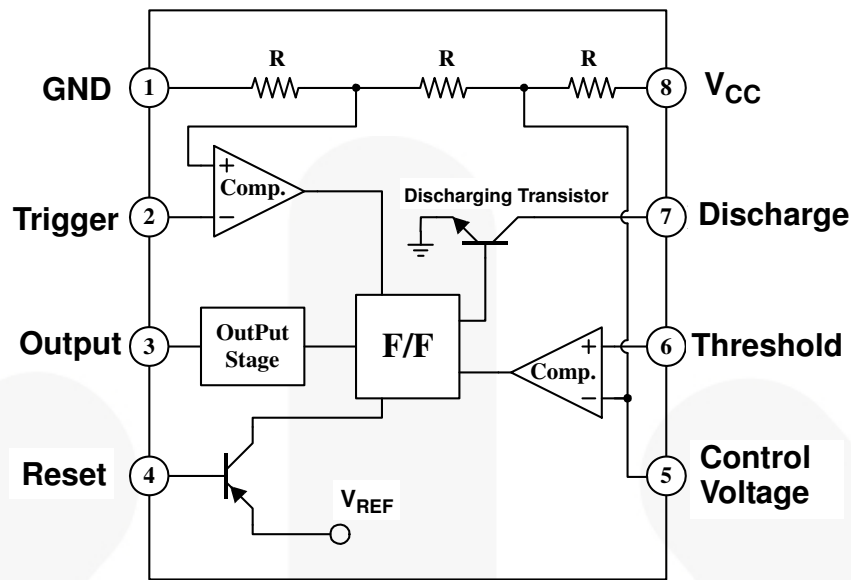 R R R
GND 1 8 VCC
+
Comp.
−
Discharging Transistor
Trigger 2 7 Discharge
Output 3 OutPut
Stage
F/F
+
Comp.
−
6 Threshold
Reset 4 5 Control
Voltage
VREF